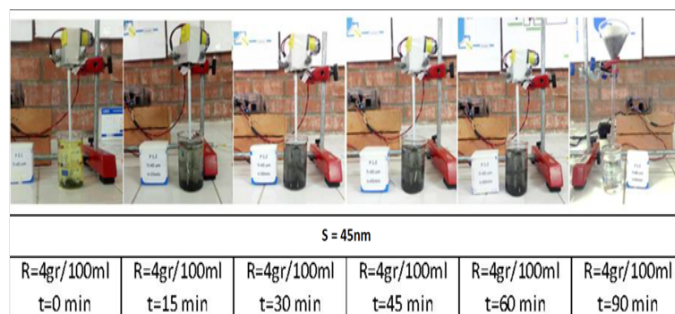 S = 45nm
R=4gr/100ml R=4gr/100ml R=4gr/100ml R=4gr/100ml R=4gr/100ml R=4gr/100ml
t=0 min t=15 min t=30 min t=45 min t=60 min t=90 min